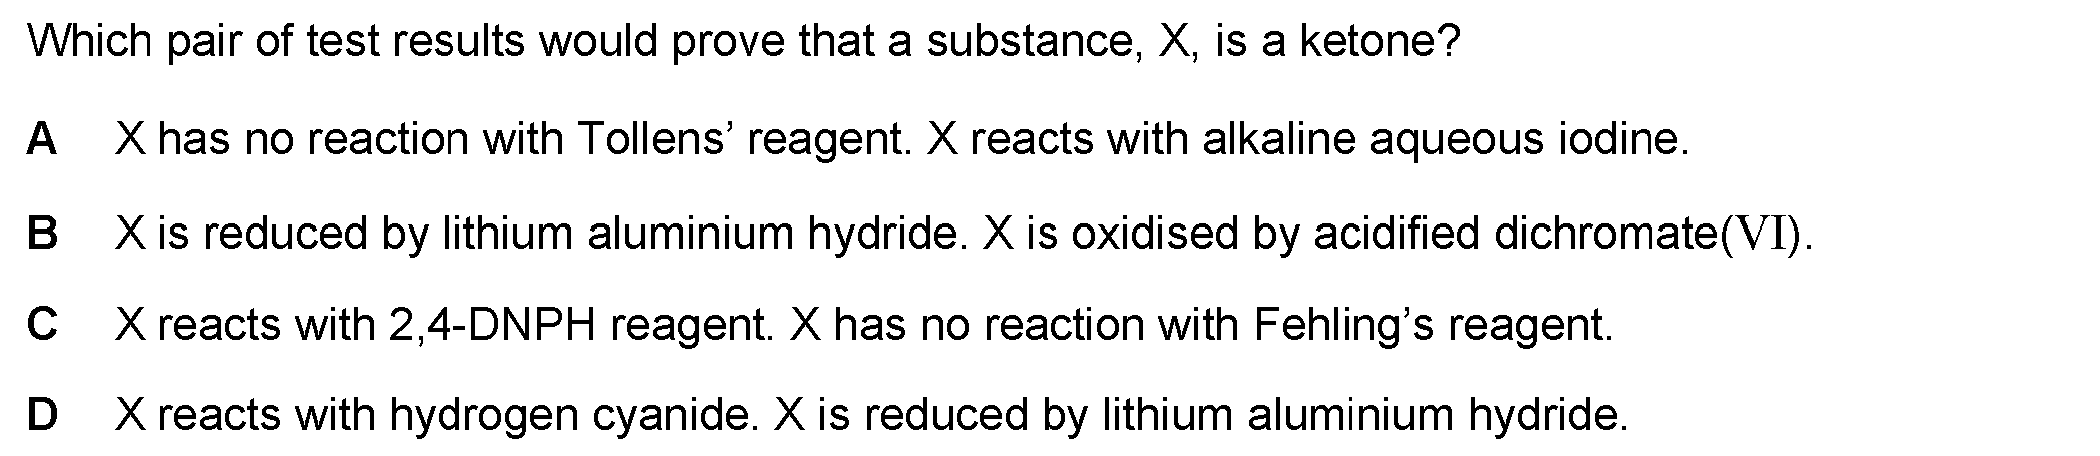 Which pair of test results would prove that a substance, X, is a ketone?
A X has no reaction with Tollens’ reagent. X reacts with alkaline aqueous iodine.
B X is reduced by lithium aluminium hydride. X is oxidised by acidified dichromate(VI).
C X reacts with 2,4-DNPH reagent. X has no reaction with Fehling’s reagent.
D X reacts with hydrogen cyanide. X is reduced by lithium aluminium hydride.